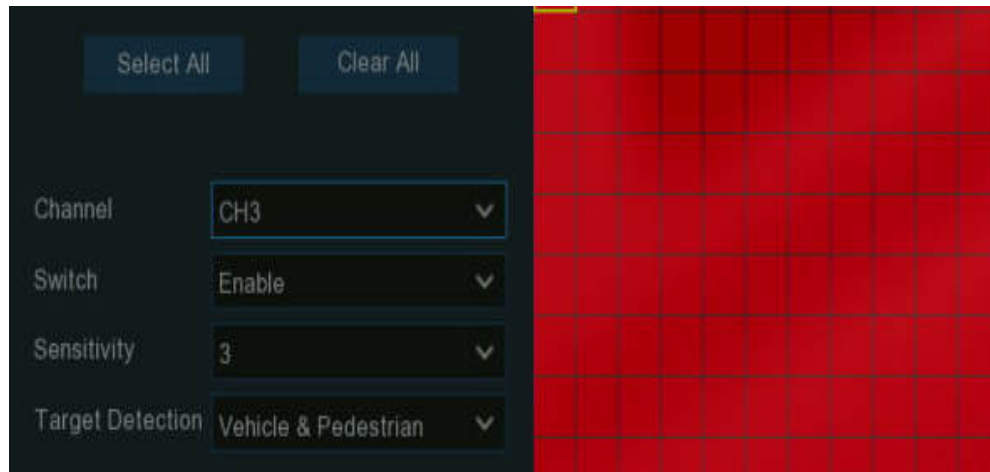 Select All Clear All
Channel CH3
Switch Enable
Sensitivity 3
Target Detection Vehicle & Pedestrian